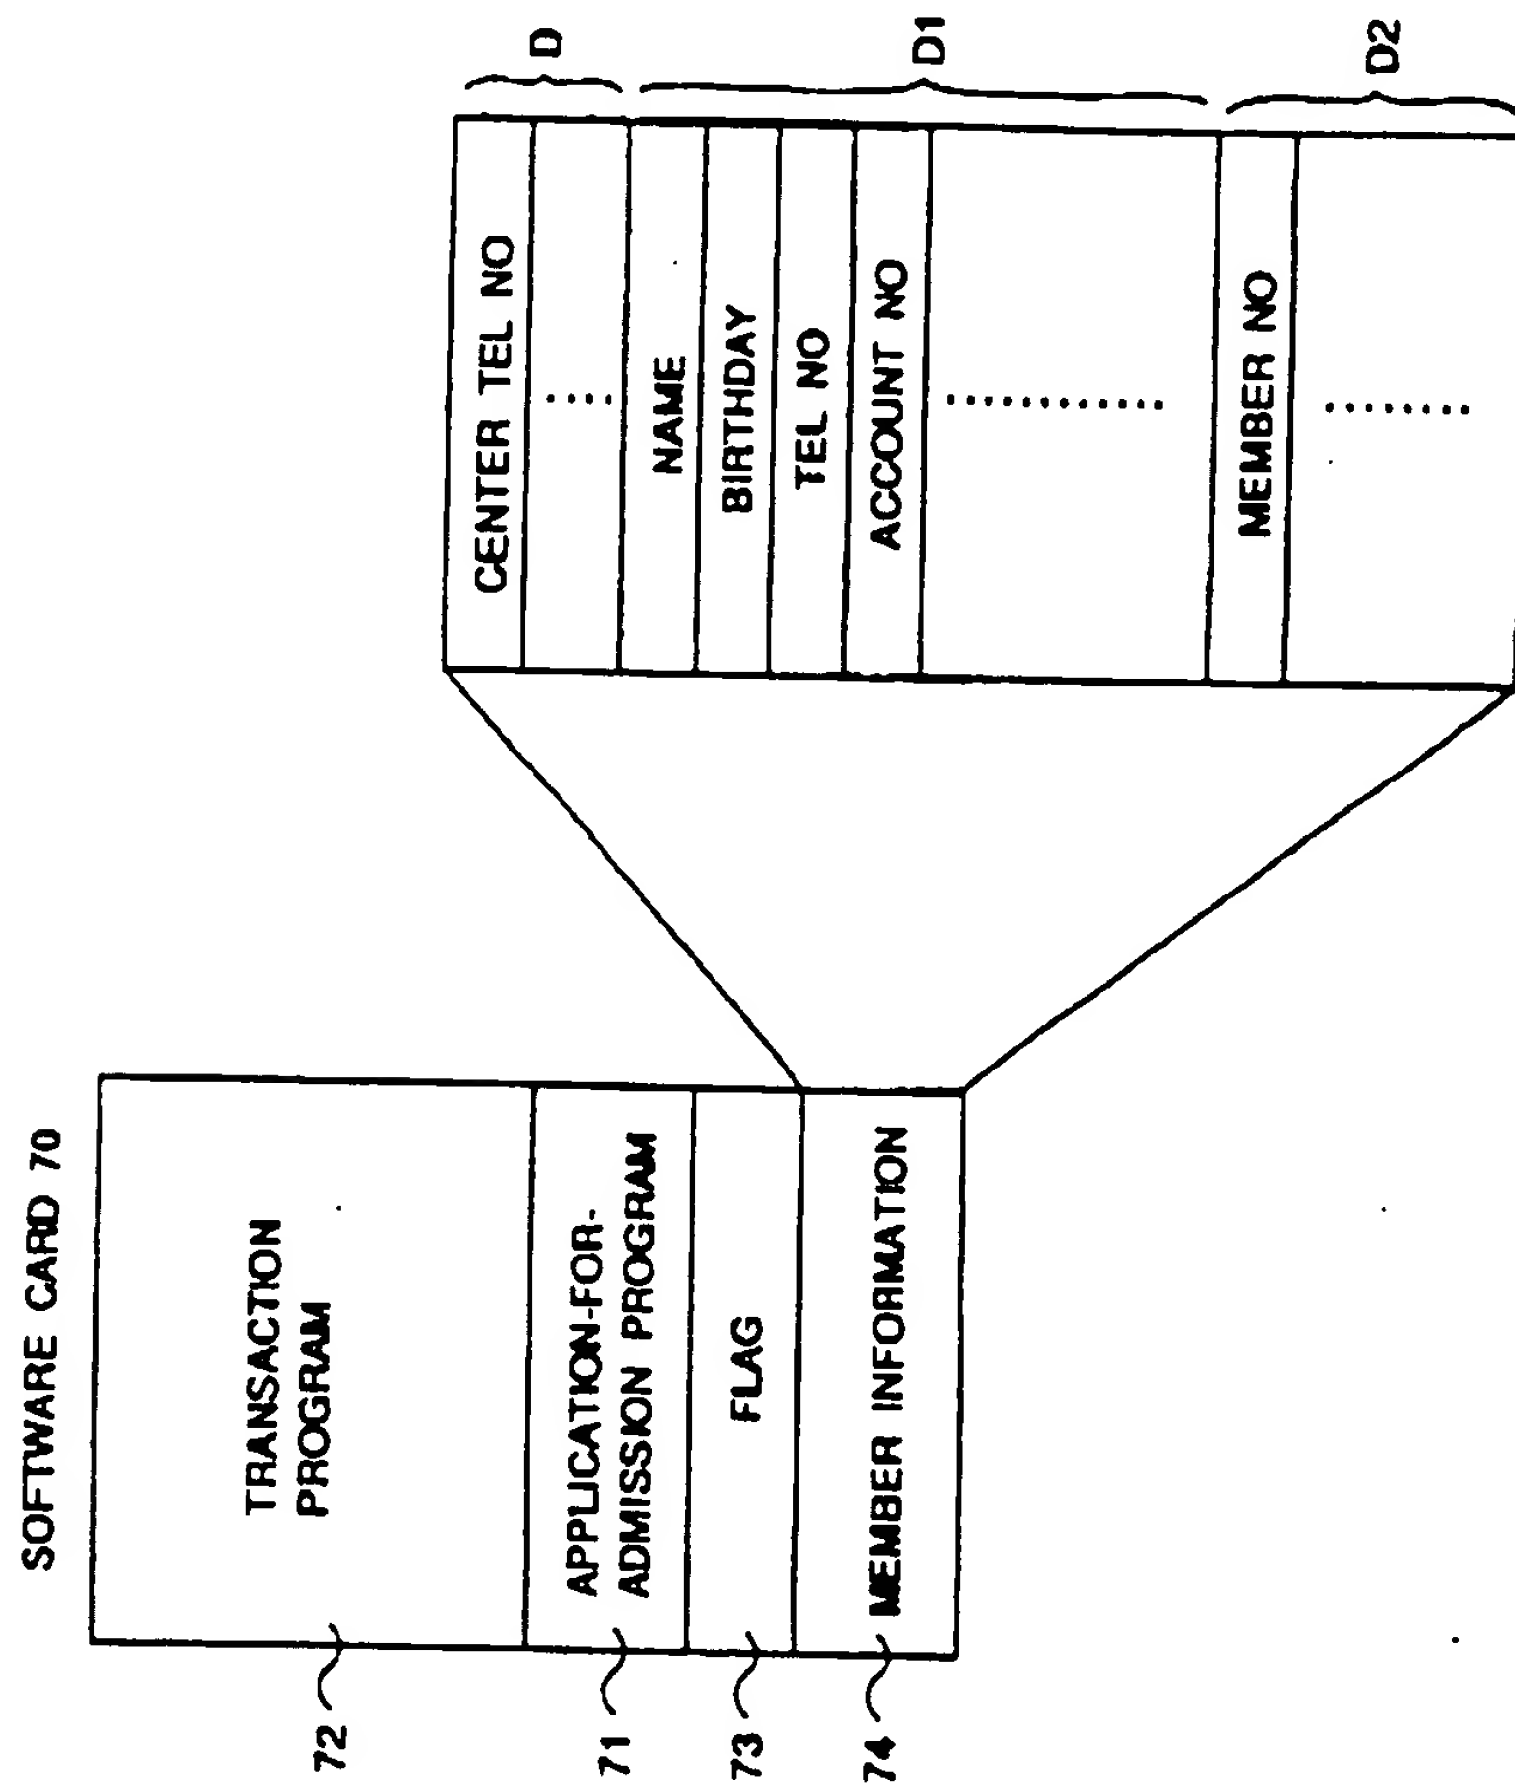 SOFTWARE CARD 70
72
TRANSACTION
PROGRAM
71
APPLICATION-FOR-
ADMISSION PROGRAM
73
FLAG
74
MEMBER INFORMATION
CENTER TEL NO
.....
NAME
BIRTHDAY
TEL NO
ACCOUNT NO
............
MEMBER NO
........
D
D1
D2